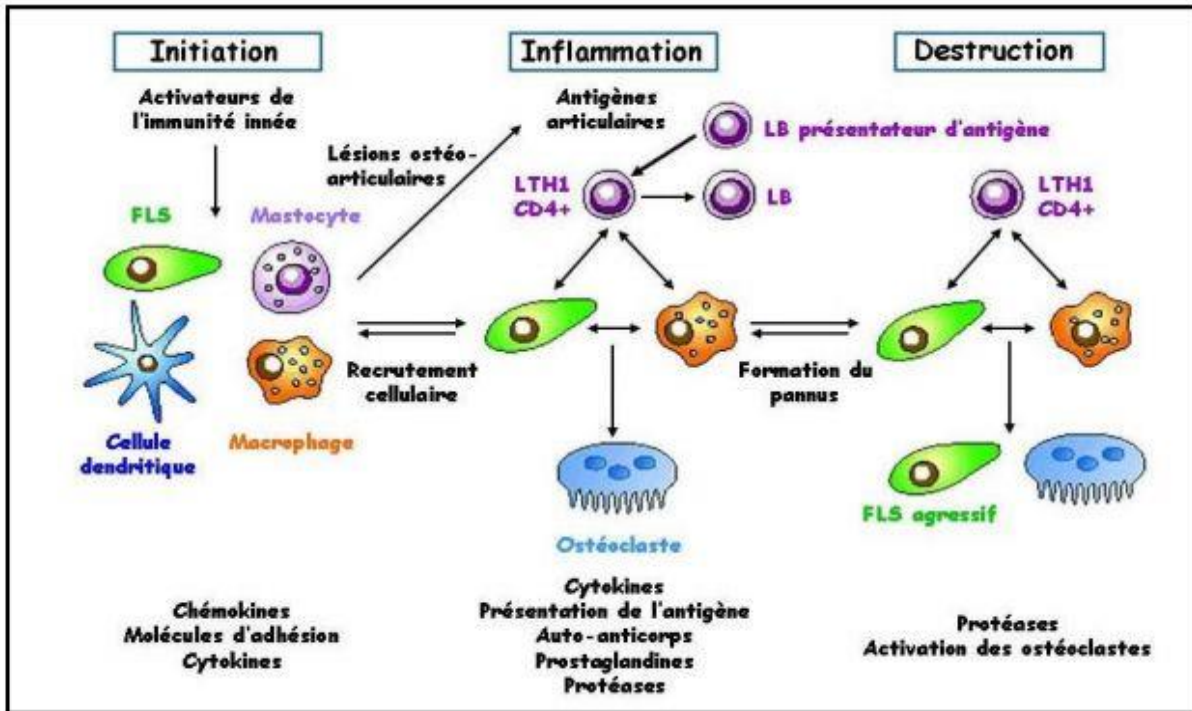 Initiation
Activateurs de
l'immunité innée
FLS
Mastocyte
Cellule
dendritique
Macrophage
Chémokines
Molécules d'adhésion
Cytokines
Lésions ostéo-
articulaires
Recrutement
cellulaire
Inflammation
Antigènes
articulaires
LB présentateur d'antigène
LTH1
CD4+
LB
Ostéoclaste
Cytokines
Présentation de l'antigène
Auto-anticorps
Prostaglandines
Protéases
Formation du
pannus
Destruction
LTH1
CD4+
FLS agressif
Protéases
Activation des ostéoclastes